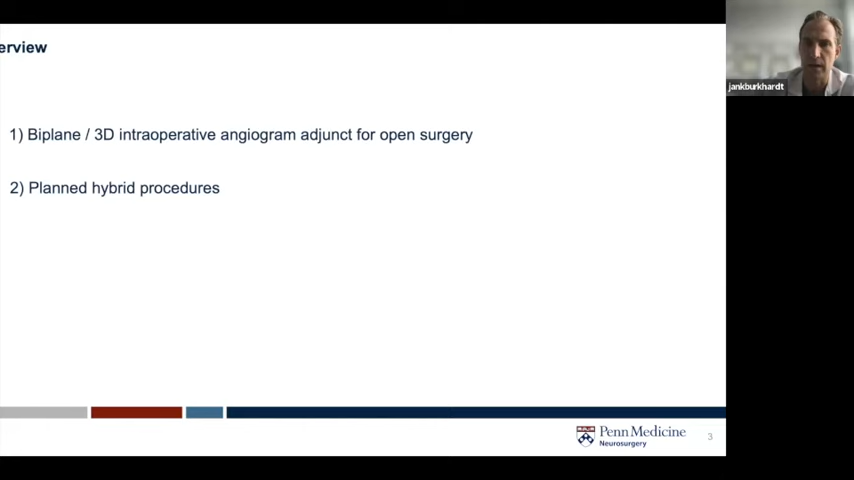 erview
jankburkhardt
1) Biplane / 3D intraoperative angiogram adjunct for open surgery
2) Planned hybrid procedures
Penn Medicine
Neurosurgery
3